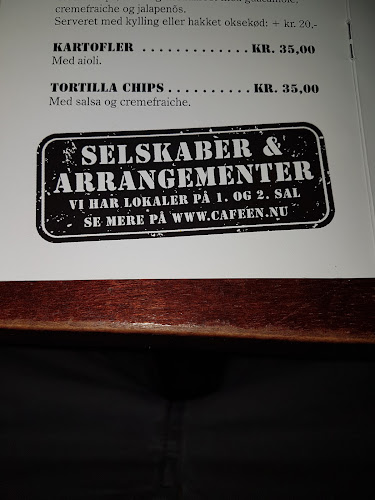 cremefraiche og jalapenõs.
Serveret med kylling eller hakket oksekød: + kr. 20,-
KARTOFLER . . . . . . . . . . . . . KR. 35,00
Med aioli.
TORTILLA CHIPS . . . . . . . . . . KR. 35,00
Med salsa og cremefraiche.
SELSKABER &
ARRANGEMENTER
VI HAR LOKALER PÅ 1. OG 2. SAL
SE MERE PÅ WWW.CAFEEN.NU